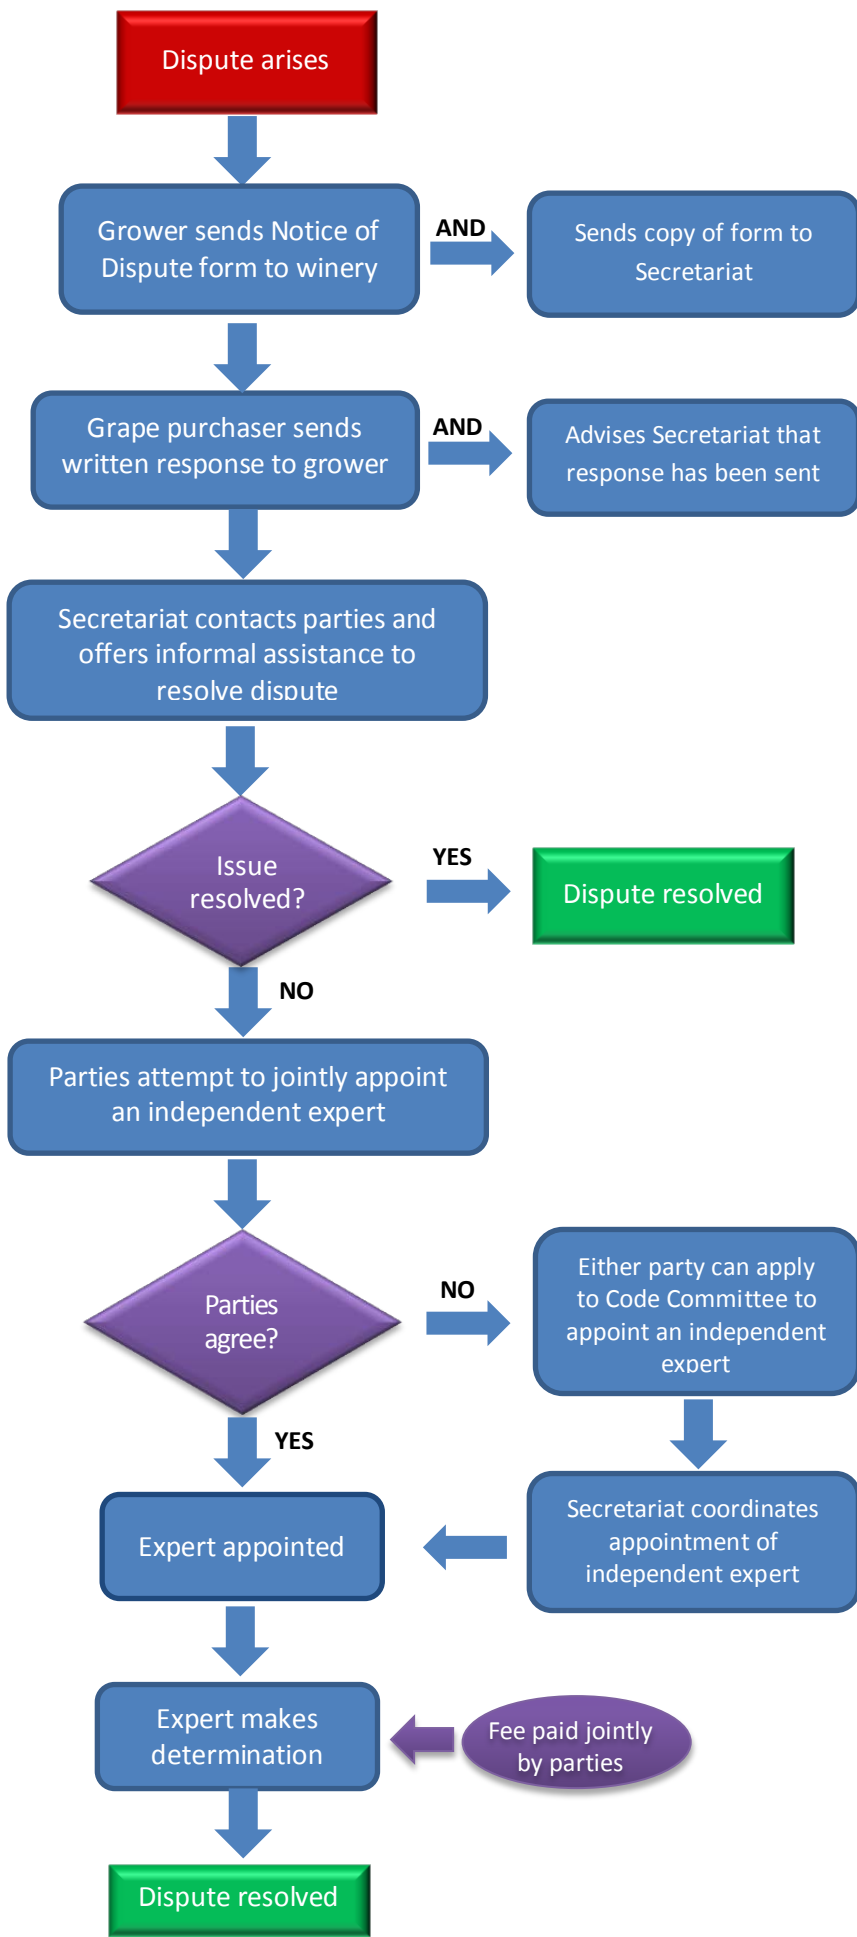 Dispute arises
Grower sends Notice of
Dispute form to winery
AND
Sends copy of form to
Secretariat
Grape purchaser sends
written response to grower
AND
Advises Secretariat that
response has been sent
Secretariat contacts parties and
offers informal assistance to
resolve dispute
Issue
resolved?
YES
Dispute resolved
NO
Parties attempt to jointly appoint
an independent expert
Parties
agree?
NO
Either party can apply
to Code Committee to
appoint an independent
expert
YES
Expert appointed
Secretariat coordinates
appointment of
independent expert
Expert makes
determination
Fee paid jointly
by parties
Dispute resolved